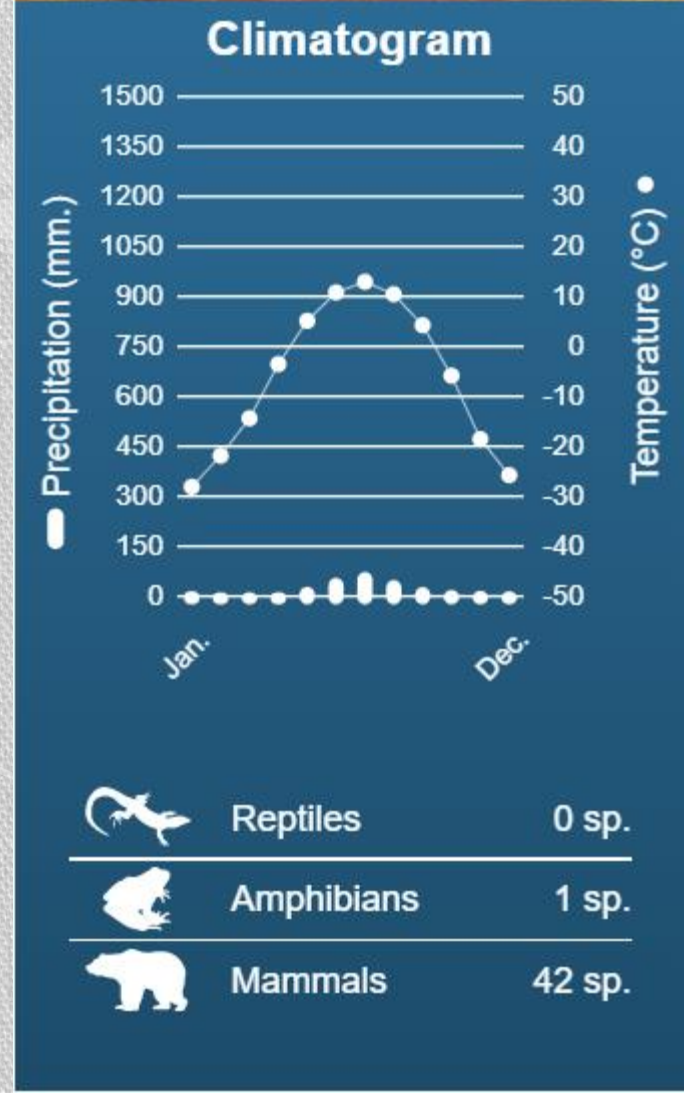 Climatogram
1500 50
1350 40
1200 30
1050 20
900 10
750 0
600 -10
450 -20
300 -30
150 -40
0 -50
Precipitation (mm.)
Temperature (°C)
Jan. Dec.
Reptiles 0 sp.
Amphibians 1 sp.
Mammals 42 sp.